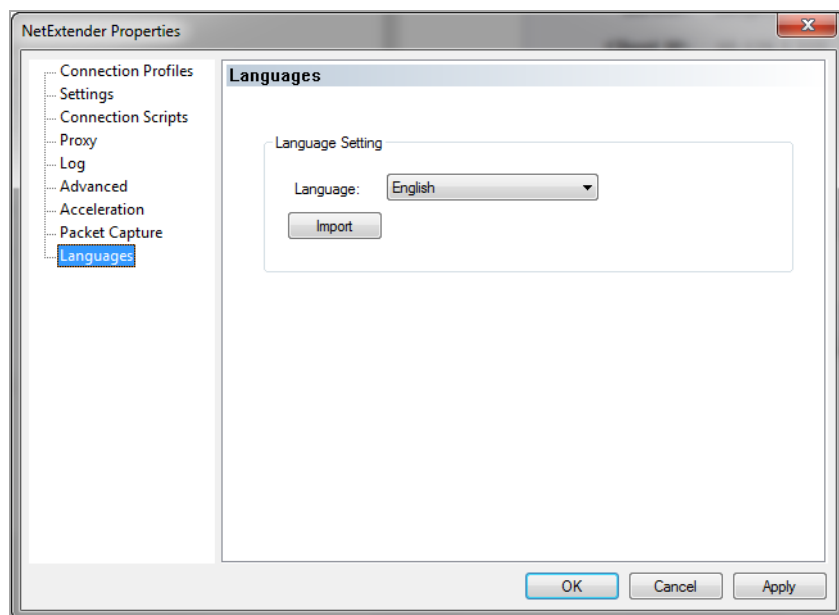 NetExtender Properties
Connection Profiles
Settings
Connection Scripts
Proxy
Log
Advanced
Acceleration
Packet Capture
Languages
Languages
Language Setting
Language:
English
Import
OK
Cancel
Apply